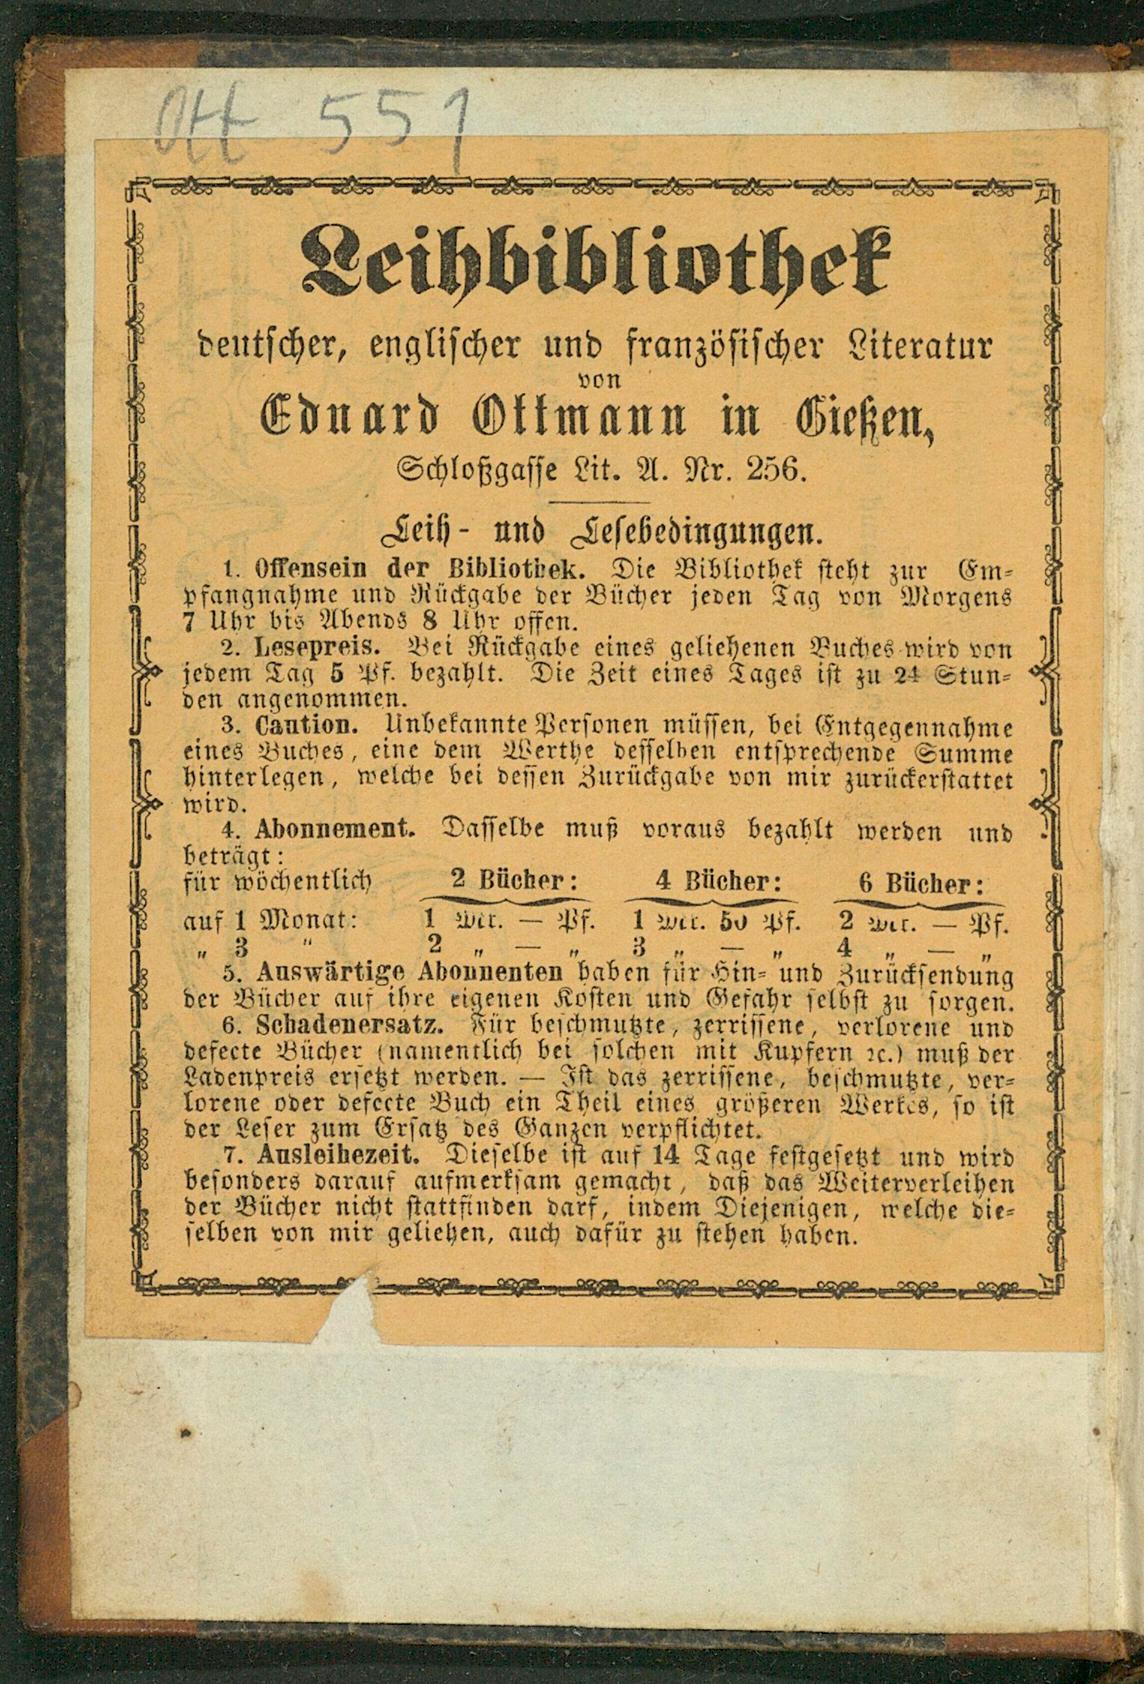 Ott 551
Leihbibliothek
deutscher, englischer und französischer Literatur
von
Eduard Ottmann in Gießen,
Schloßgasse Lit. A. Nr. 256.
Leih- und Lesebedingungen.
1. Offensein der Bibliothek. Die Bibliothek steht zur Em-
pfangnahme und Rückgabe der Bücher jeden Tag von Morgens
7 Uhr bis Abends 8 Uhr offen.
2. Lesepreis. Bei Rückgabe eines geliehenen Buches wird von
jedem Tag 5 Pf. bezahlt. Die Zeit eines Tages ist zu 24 Stun-
den angenommen.
3. Caution. Unbekannte Personen müssen, bei Entgegennahme
eines Buches, eine dem Werthe desselben entsprechende Summe
hinterlegen, welche bei dessen Zurückgabe von mir zurückerstattet
wird.
4. Abonnement. Dasselbe muß voraus bezahlt werden und
beträgt:
für wöchentlich 2 Bücher: 4 Bücher: 6 Bücher:
auf 1 Monat: 1 Mk. — Pf. 1 Mk. 50 Pf. 2 Mk. — Pf.
„ 3 " 2 „ — „ 3 „ — „ 4 „ — „
5. Auswärtige Abonnenten haben für Hin- und Zurücksendung
der Bücher auf ihre eigenen Kosten und Gefahr selbst zu sorgen.
6. Schadenersatz. Für beschmutzte, zerrissene, verlorene und
defecte Bücher (namentlich bei solchen mit Kupfern ꝛc.) muß der
Ladenpreis ersetzt werden. — Ist das zerrissene, beschmutzte, ver-
lorene oder defecte Buch ein Theil eines größeren Werkes, so ist
der Leser zum Ersatz des Ganzen verpflichtet.
7. Ausleihezeit. Dieselbe ist auf 14 Tage festgesetzt und wird
besonders darauf aufmerksam gemacht, daß das Weiterverleihen
der Bücher nicht stattfinden darf, indem Diejenigen, welche die-
selben von mir geliehen, auch dafür zu stehen haben.